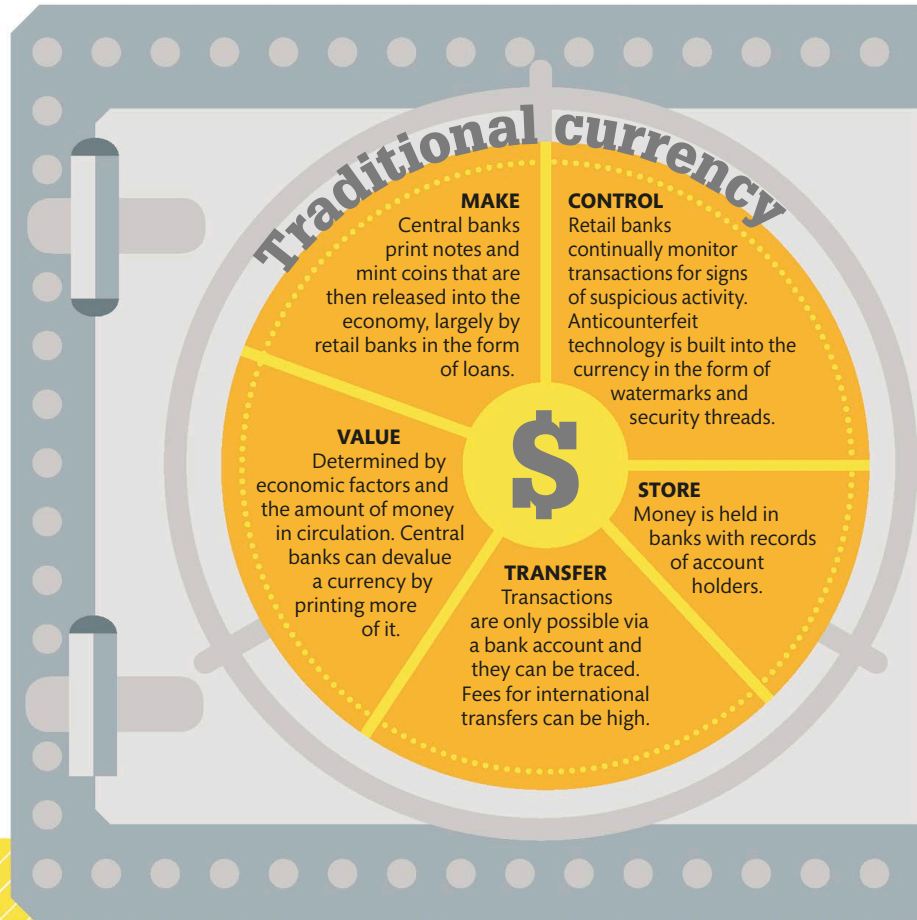 Traditional currency
MAKE
Central banks
print notes and
mint coins that are
then released into the
economy, largely by
retail banks in the form
of loans.
CONTROL
Retail banks
continually monitor
transactions for signs
of suspicious activity.
Anticounterfeit
technology is built into the
currency in the form of
watermarks and
security threads.
VALUE
Determined by
economic factors and
the amount of money
in circulation. Central
banks can devalue
a currency by
printing more
of it.
$
STORE
Money is held in
banks with records
of account
holders.
TRANSFER
Transactions
are only possible via
a bank account and
they can be traced.
Fees for international
transfers can be high.